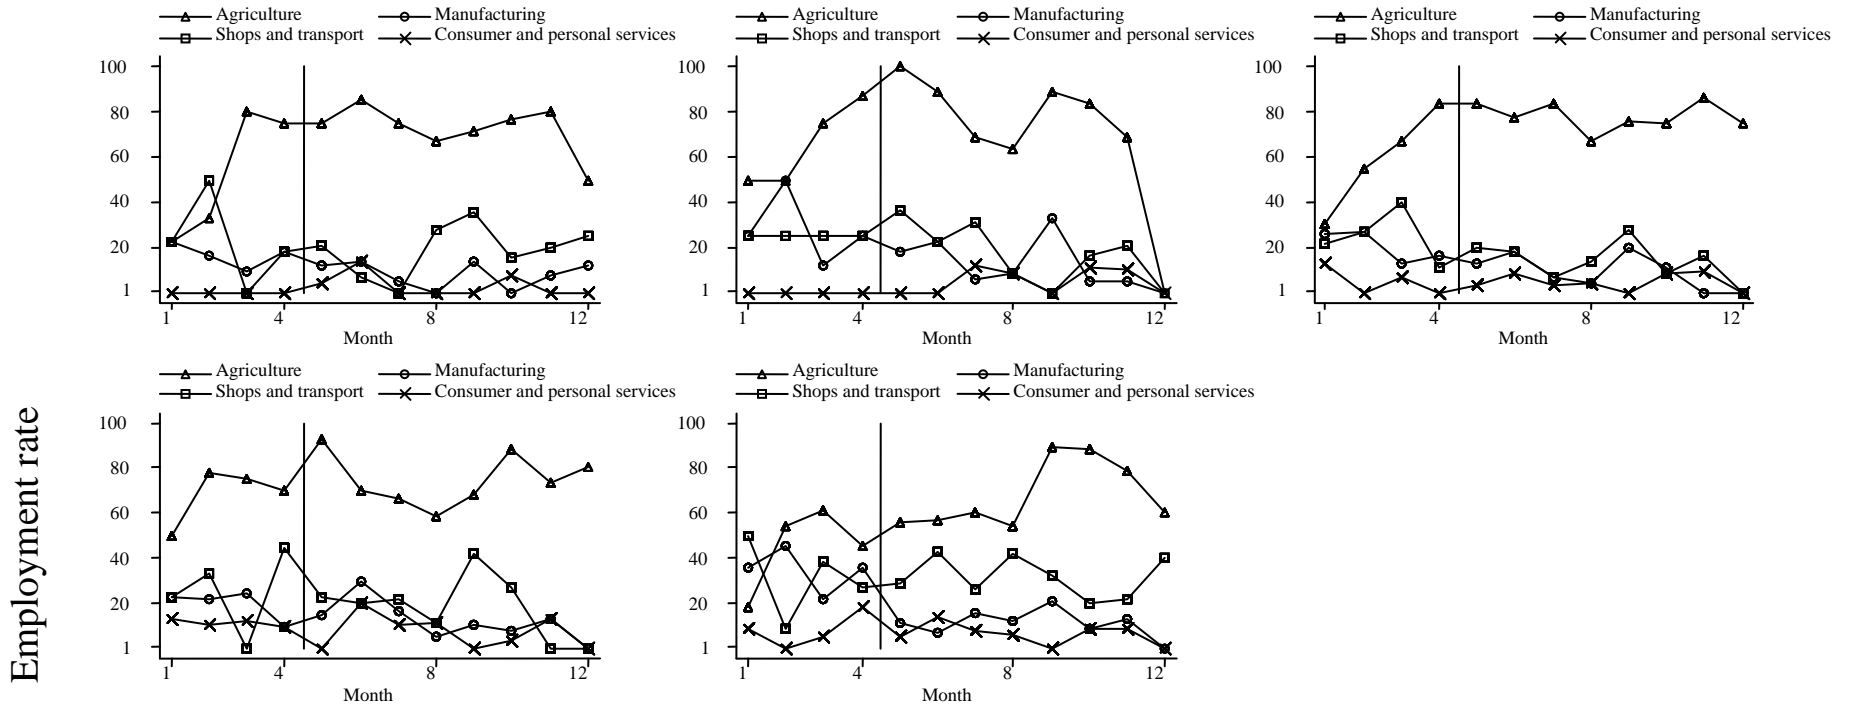 Agriculture Manufacturing
Shops and transport Consumer and personal services
100
80
60
40
20
1
1 4 8 12
Month
Agriculture Manufacturing
Shops and transport Consumer and personal services
100
80
60
40
20
1
1 4 8 12
Month
Agriculture Manufacturing
Shops and transport Consumer and personal services
100
80
60
40
20
1
1 4 8 12
Month
Employment rate
Agriculture Manufacturing
Shops and transport Consumer and personal services
100
80
60
40
20
1
1 4 8 12
Month
Agriculture Manufacturing
Shops and transport Consumer and personal services
100
80
60
40
20
1
1 4 8 12
Month